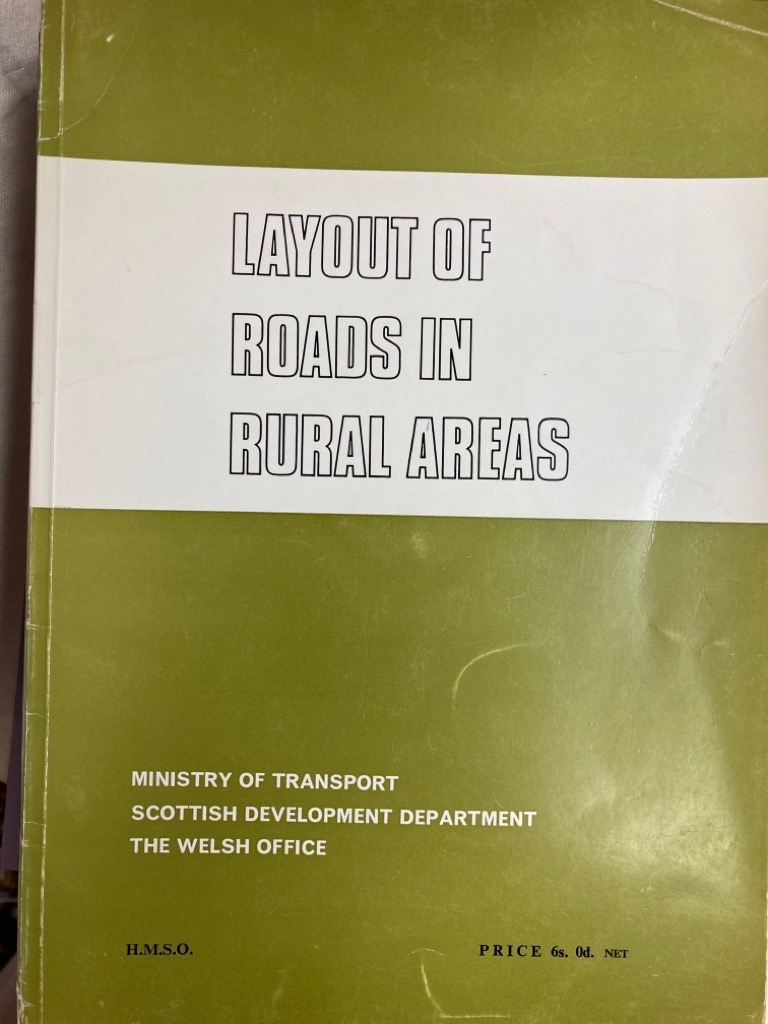 LAYOUT OF
ROADS IN
RURAL AREAS
MINISTRY OF TRANSPORT
SCOTTISH DEVELOPMENT DEPARTMENT
THE WELSH OFFICE
H.M.S.O. PRICE 6s. 0d. NET